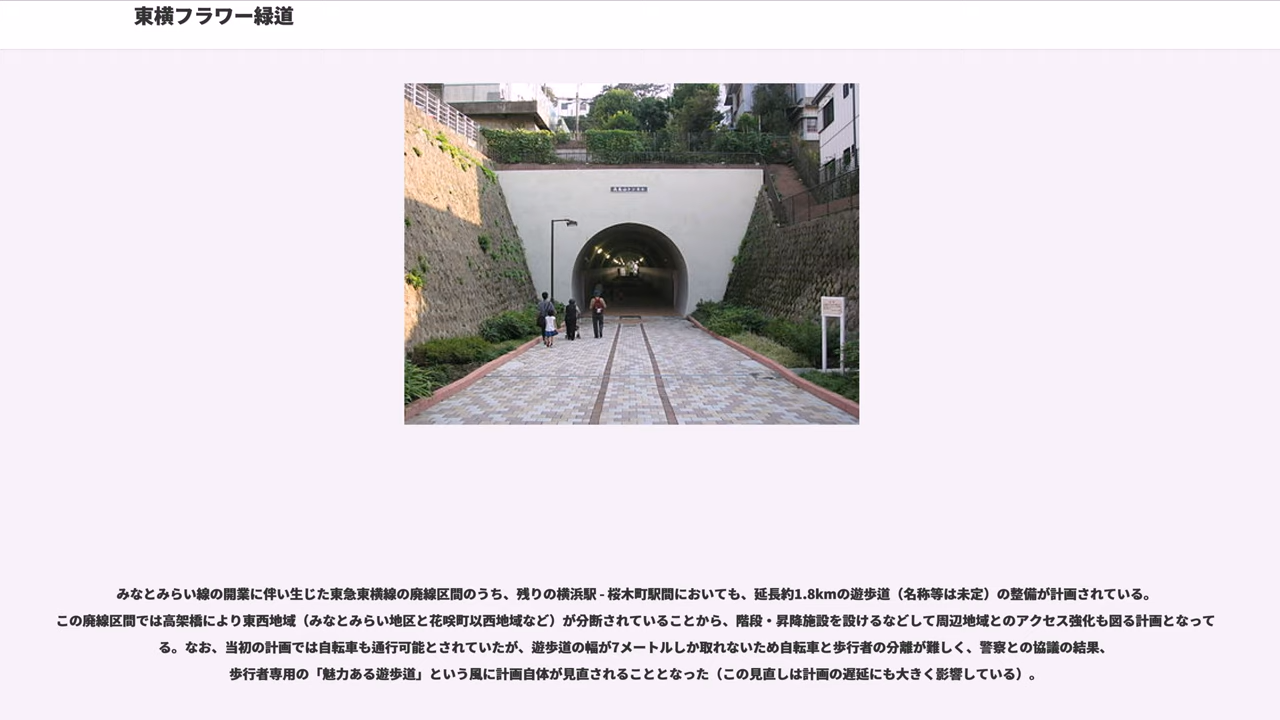 東横フラワー緑道
みなとみらい線の開業に伴い生じた東急東横線の廃線区間のうち、残りの横浜駅 - 桜木町駅間においても、延長約1.8kmの遊歩道（名称等は未定）の整備が計画されている。
この廃線区間では高架橋により東西地域（みなとみらい地区と花咲町以西地域など）が分断されていることから、階段・昇降施設を設けるなどして周辺地域とのアクセス強化も図る計画となって
る。なお、当初の計画では自転車も通行可能とされていたが、遊歩道の幅が7メートルしか取れないため自転車と歩行者の分離が難しく、警察との協議の結果、
歩行者専用の「魅力ある遊歩道」という風に計画自体が見直されることとなった（この見直しは計画の遅延にも大きく影響している）。